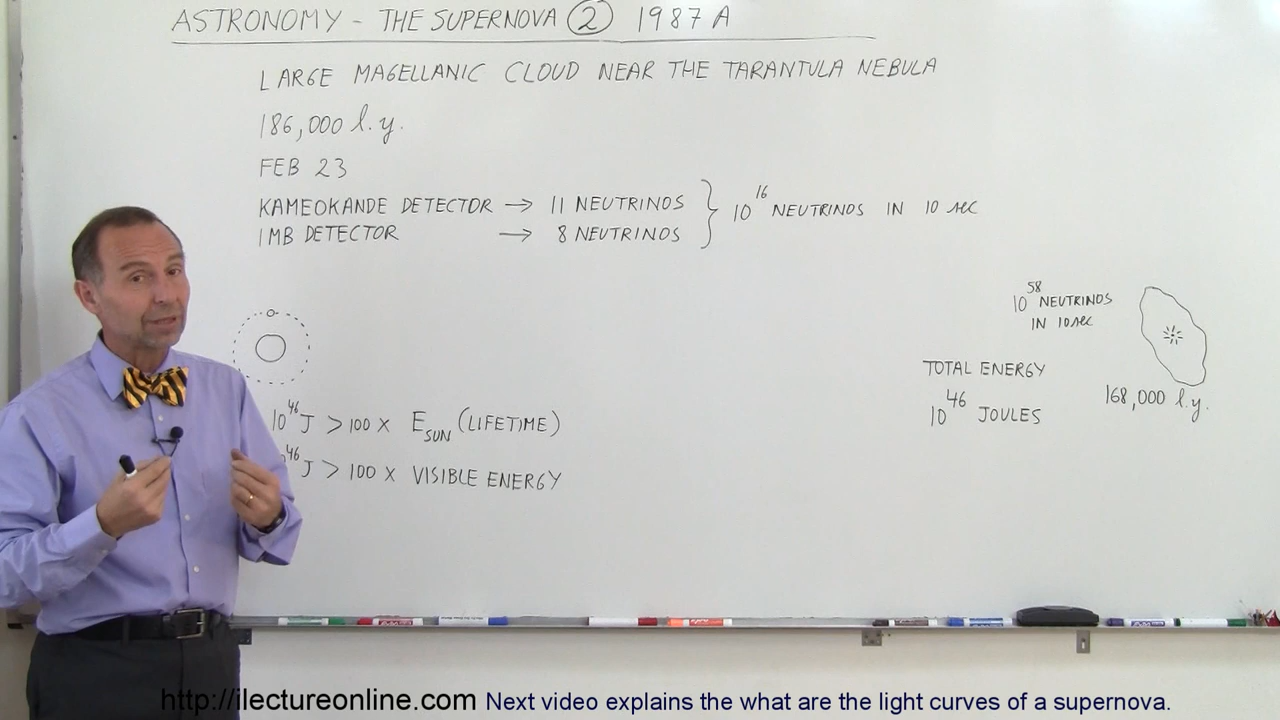 ASTRONOMY - THE SUPERNOVA ② 1987 A
LARGE MAGELLANIC CLOUD NEAR THE TARANTULA NEBULA
186,000 l.y.
FEB 23
KAMEOKANDE DETECTOR → 11 NEUTRINOS
IMB DETECTOR → 8 NEUTRINOS
} 10^16 NEUTRINOS IN 10 SEC
10^58 NEUTRINOS
IN 10 SEC
TOTAL ENERGY
10^46 JOULES
168,000 l.y.
10^46 J > 100 x E_SUN (LIFETIME)
^46 J > 100 x VISIBLE ENERGY
http://ilectureonline.com Next video explains the what are the light curves of a supernova.